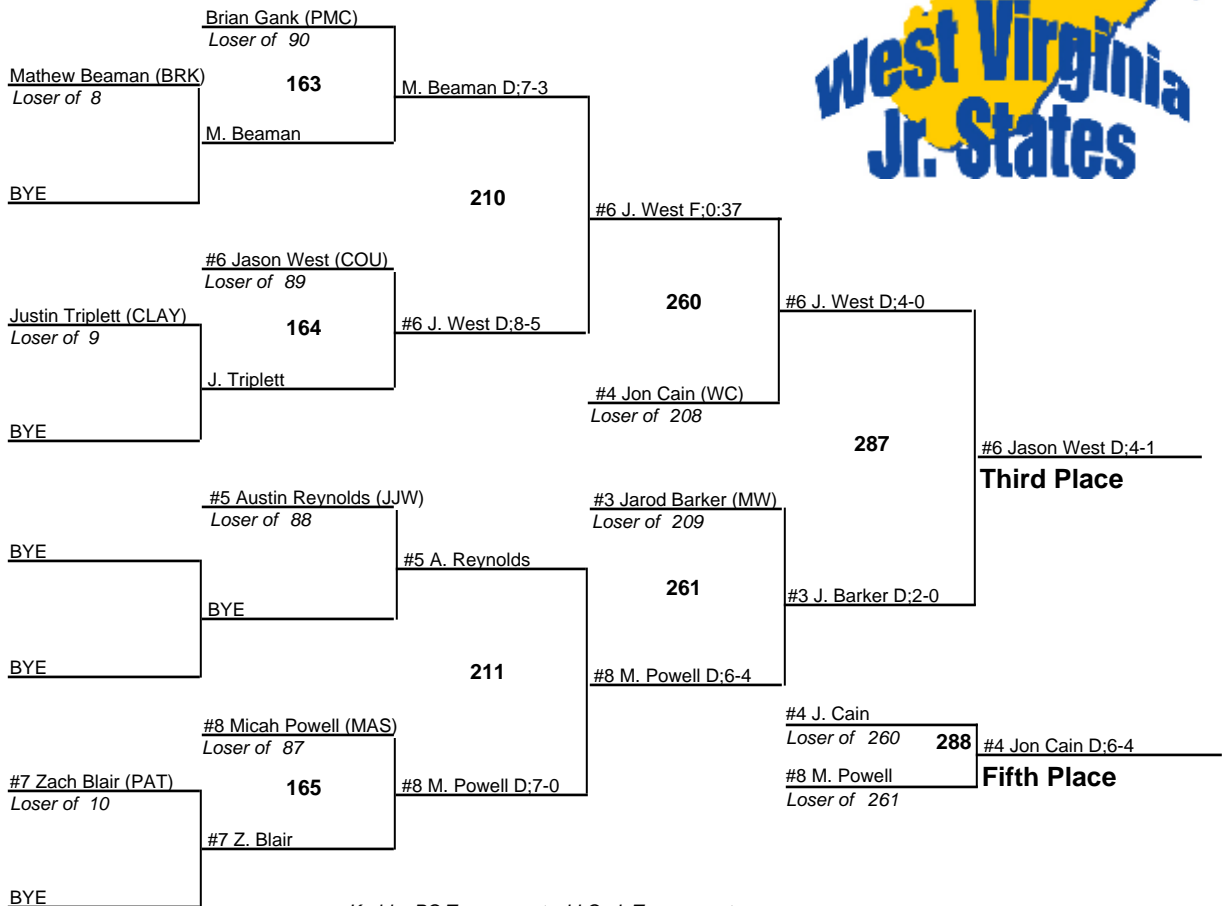 Brian Gank (PMC)
Loser of 90
Mathew Beaman (BRK)
Loser of 8
163
M. Beaman D;7-3
M. Beaman
BYE
210
#6 J. West F;0:37
West Virginia
Jr. States
#6 Jason West (COU)
Loser of 89
Justin Triplett (CLAY)
Loser of 9
164
#6 J. West D;8-5
260
#6 J. West D;4-0
J. Triplett
#4 Jon Cain (WC)
Loser of 208
BYE
287
#6 Jason West D;4-1
Third Place
#5 Austin Reynolds (JJW)
Loser of 88
#3 Jarod Barker (MW)
Loser of 209
BYE
#5 A. Reynolds
261
#3 J. Barker D;2-0
BYE
BYE
211
#8 M. Powell D;6-4
#8 Micah Powell (MAS)
Loser of 87
#4 J. Cain
Loser of 260
288
#4 Jon Cain D;6-4
Fifth Place
#7 Zach Blair (PAT)
Loser of 10
165
#8 M. Powell D;7-0
#8 M. Powell
Loser of 261
#7 Z. Blair
BYE